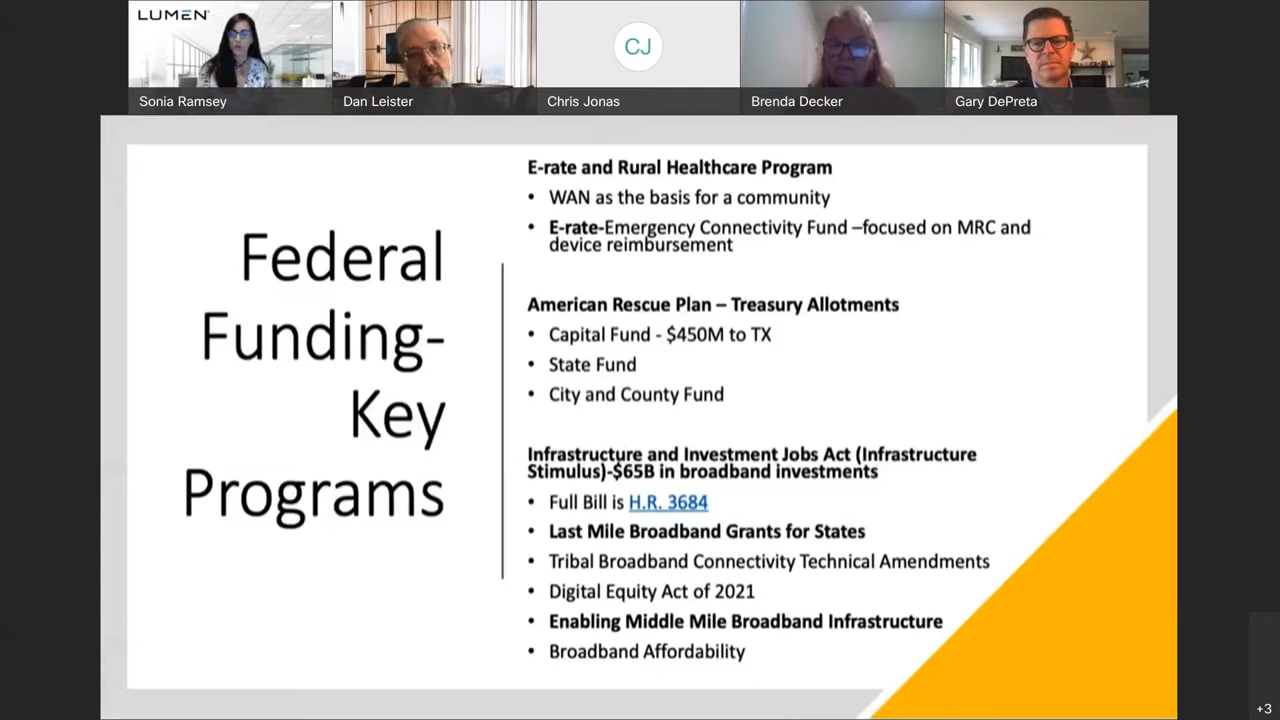 LUMEN®
CJ
Sonia Ramsey
Dan Leister
Chris Jonas
Brenda Decker
Gary DePreta
Federal
Funding-
Key
Programs
E-rate and Rural Healthcare Program
• WAN as the basis for a community
• E-rate-Emergency Connectivity Fund –focused on MRC and
device reimbursement
American Rescue Plan – Treasury Allotments
• Capital Fund - $450M to TX
• State Fund
• City and County Fund
Infrastructure and Investment Jobs Act (Infrastructure
Stimulus)-$65B in broadband investments
• Full Bill is H.R. 3684
• Last Mile Broadband Grants for States
• Tribal Broadband Connectivity Technical Amendments
• Digital Equity Act of 2021
• Enabling Middle Mile Broadband Infrastructure
• Broadband Affordability
+3